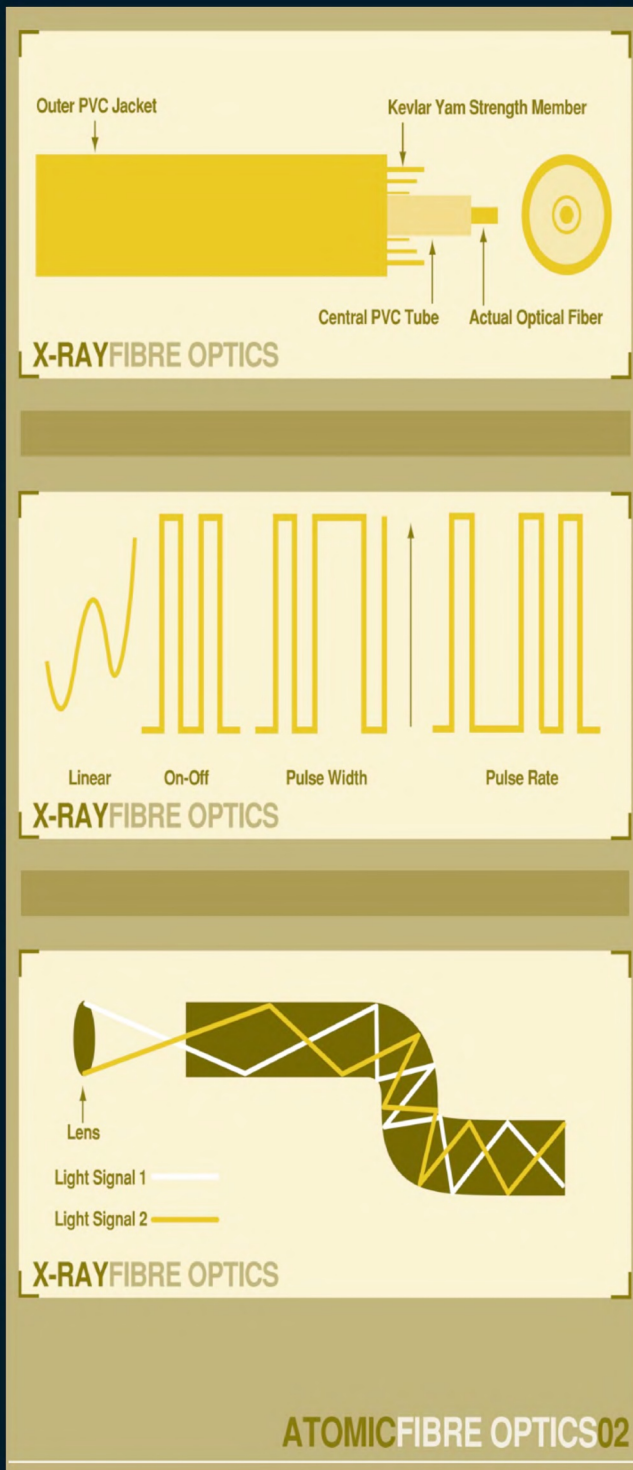 Outer PVC Jacket
Kevlar Yam Strength Member
Central PVC Tube
Actual Optical Fiber
X-RAYFIBRE OPTICS
Linear
On-Off
Pulse Width
Pulse Rate
X-RAYFIBRE OPTICS
Lens
Light Signal 1
Light Signal 2
X-RAYFIBRE OPTICS
ATOMICFIBRE OPTICS02